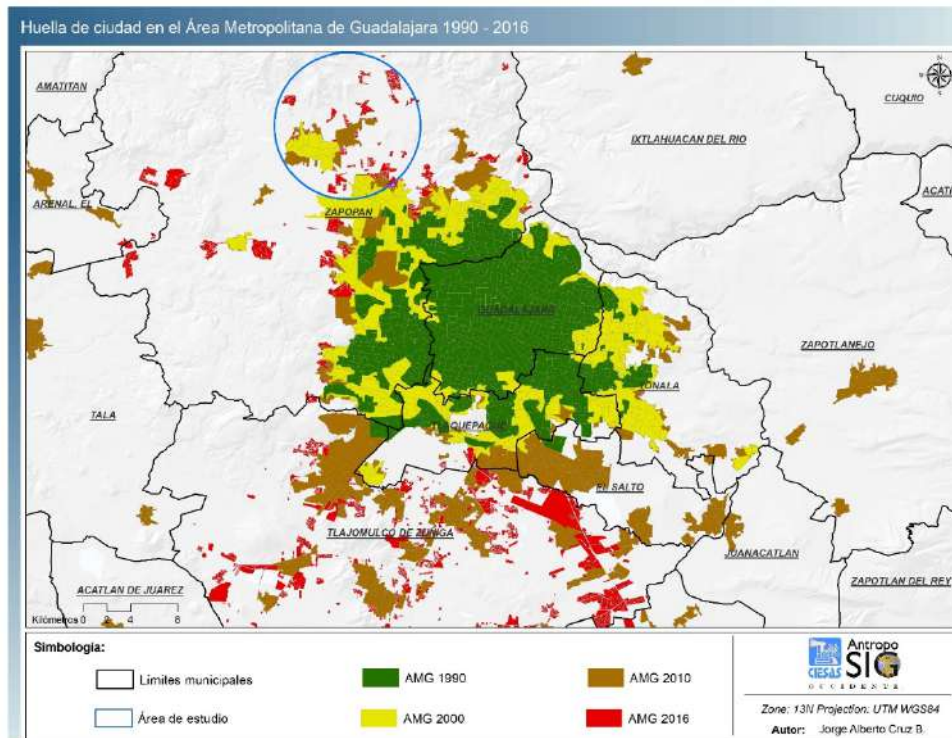 Huella de ciudad en el Área Metropolitana de Guadalajara 1990 - 2016
AMATITAN
N
CUQUIO
IXTLAHUACAN DEL RIO
ARENAL, EL
ZAPOPAN
GUADALAJARA
ZAPOTLANEJO
TONALA
TALA
TLAQUEPAQUE
EL SALTO
TLAJOMULCO DE ZUÑIGA
JUANACATLAN
ACATLAN DE JUAREZ
ZAPOTLAN DEL REY
Kilómetros 0 2 4 8
Simbología:
Límites municipales
AMG 1990
AMG 2010
Área de estudio
AMG 2000
AMG 2016
CIESAS
Antropo
SIG
OCCIDENTE
Zone: 13N Projection: UTM WGS84
Autor: Jorge Alberto Cruz B.